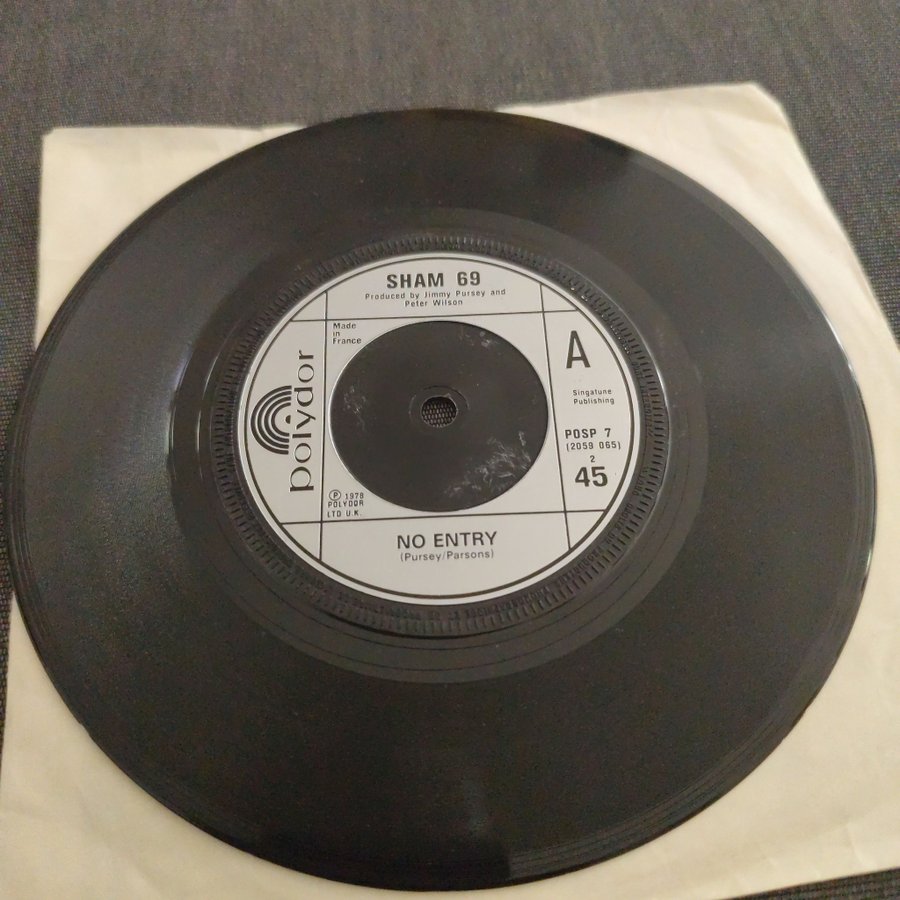 SHAM 69
Produced by Jimmy Pursey and
Peter Wilson
Made
in
France
A
polydor
Singatune
Publishing
POSP 7
(2059 065)
2
45
Ⓟ 1978
POLYDOR
LTD U.K.
NO ENTRY
(Pursey/Parsons)